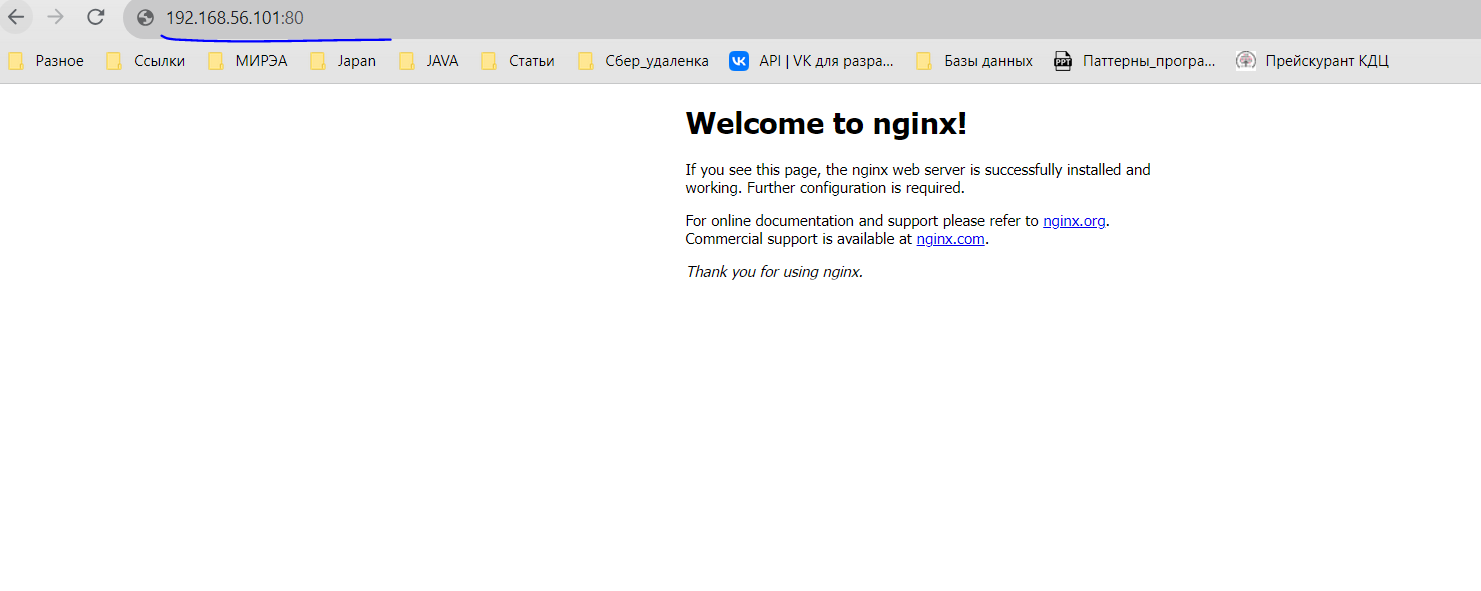 192.168.56.101:80
Разное Ссылки МИРЭА Japan JAVA Статьи Сбер_удаленка VK API | VK для разра... Базы данных PPT Паттерны_програ... Прейскурант КДЦ
Welcome to nginx!
If you see this page, the nginx web server is successfully installed and
working. Further configuration is required.
For online documentation and support please refer to nginx.org.
Commercial support is available at nginx.com.
Thank you for using nginx.